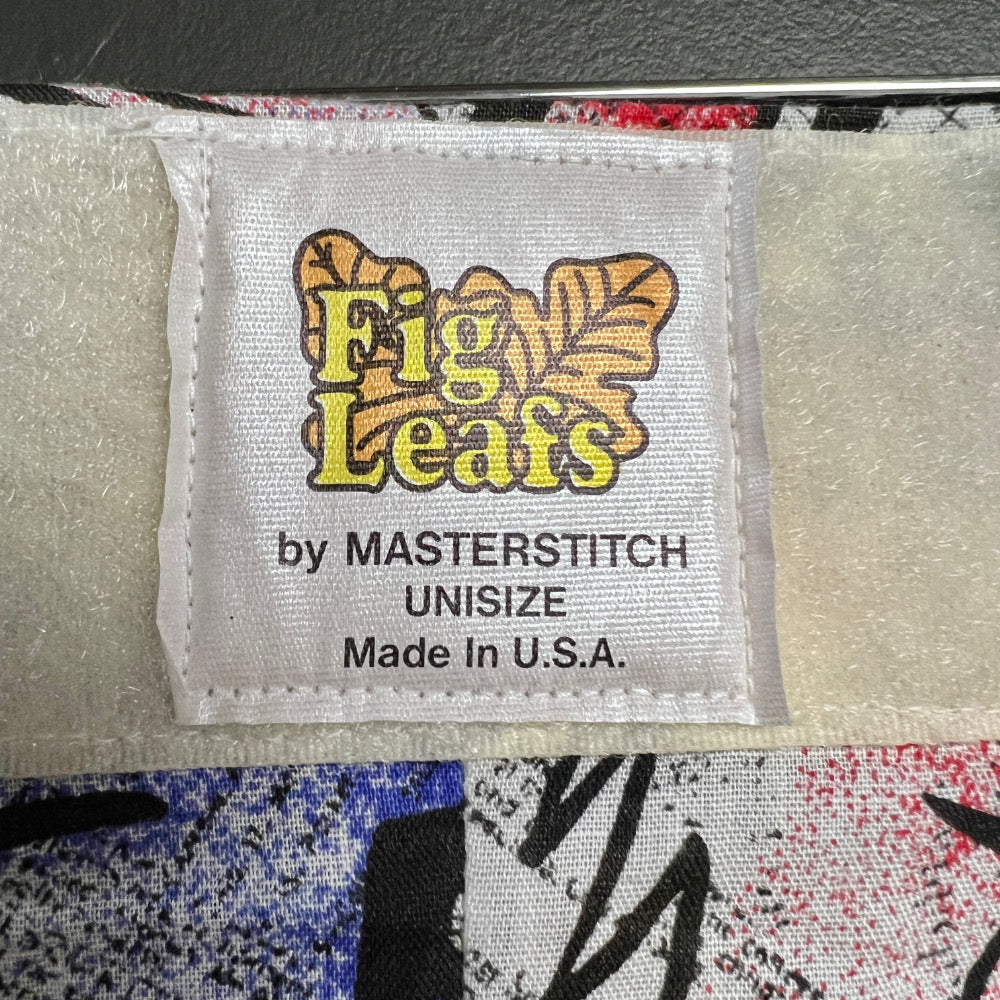 Fig
Leafs
by MASTERSTITCH
UNISIZE
Made In U.S.A.